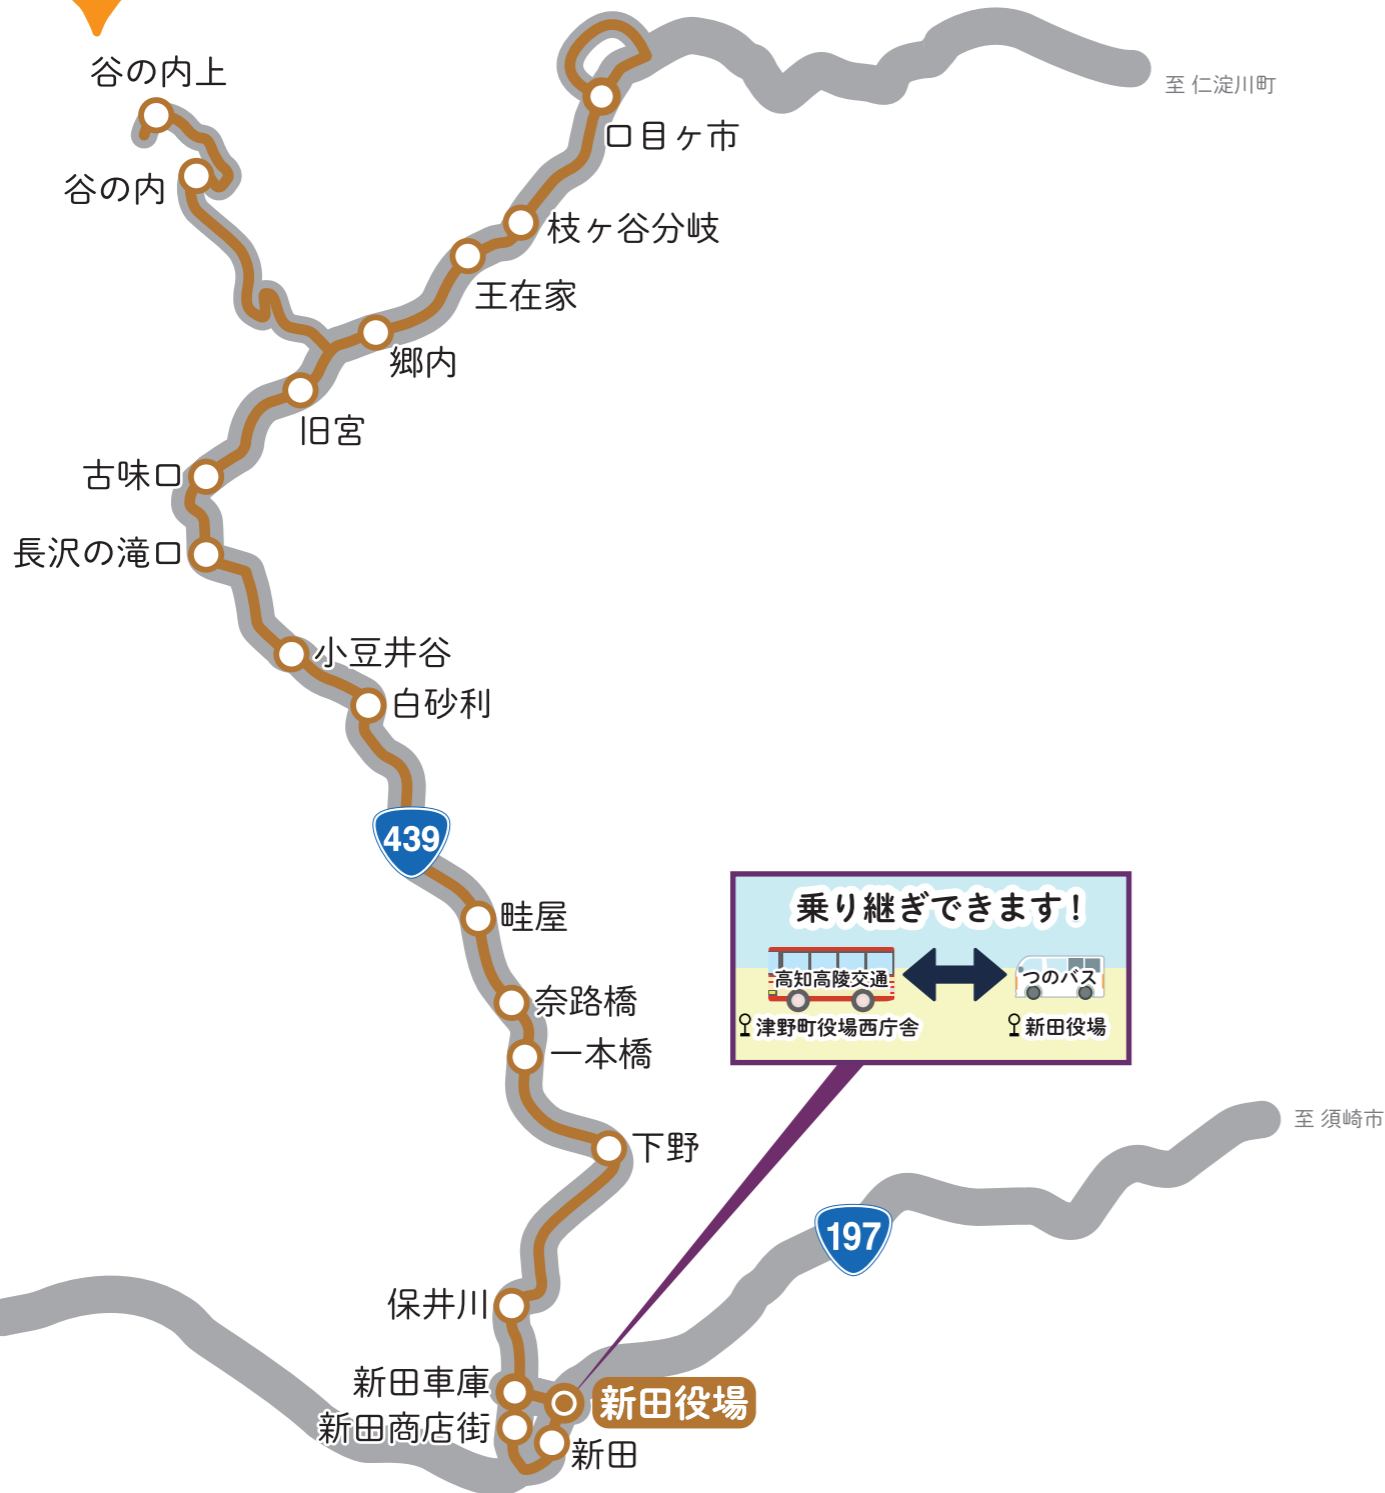 谷の内上
至 仁淀川町
口目ヶ市
谷の内
枝ヶ谷分岐
王在家
郷内
旧宮
古味口
長沢の滝口
小豆井谷
白砂利
439
畦屋
乗り継ぎできます!
高知高陵交通
つのバス
津野町役場西庁舎
新田役場
奈路橋
一本橋
至 須崎市
下野
197
保井川
新田車庫
新田役場
新田商店街
新田